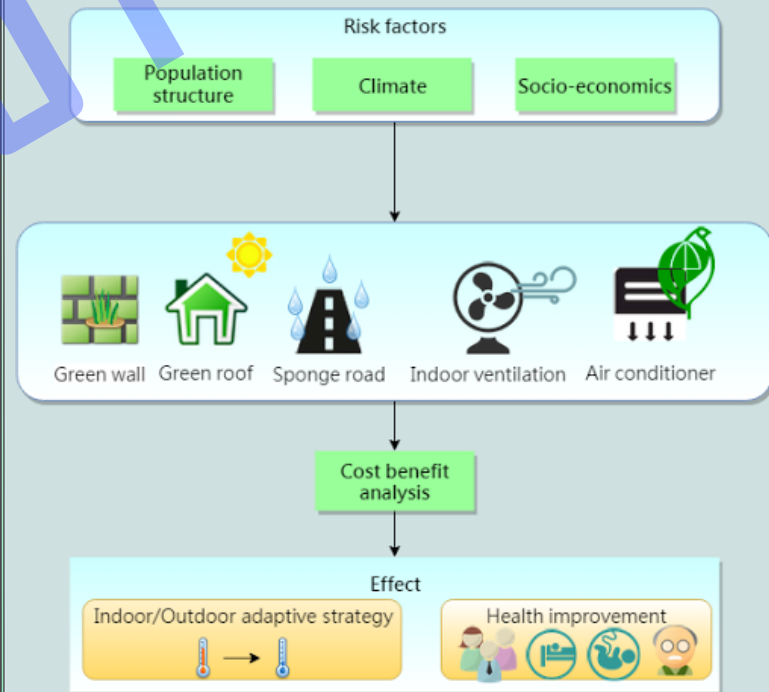 Risk factors
Population
structure
Climate
Socio-economics
Green wall
Green roof
Sponge road
Indoor ventilation
Air conditioner
Cost benefit
analysis
Effect
Indoor/Outdoor adaptive strategy
Health improvement